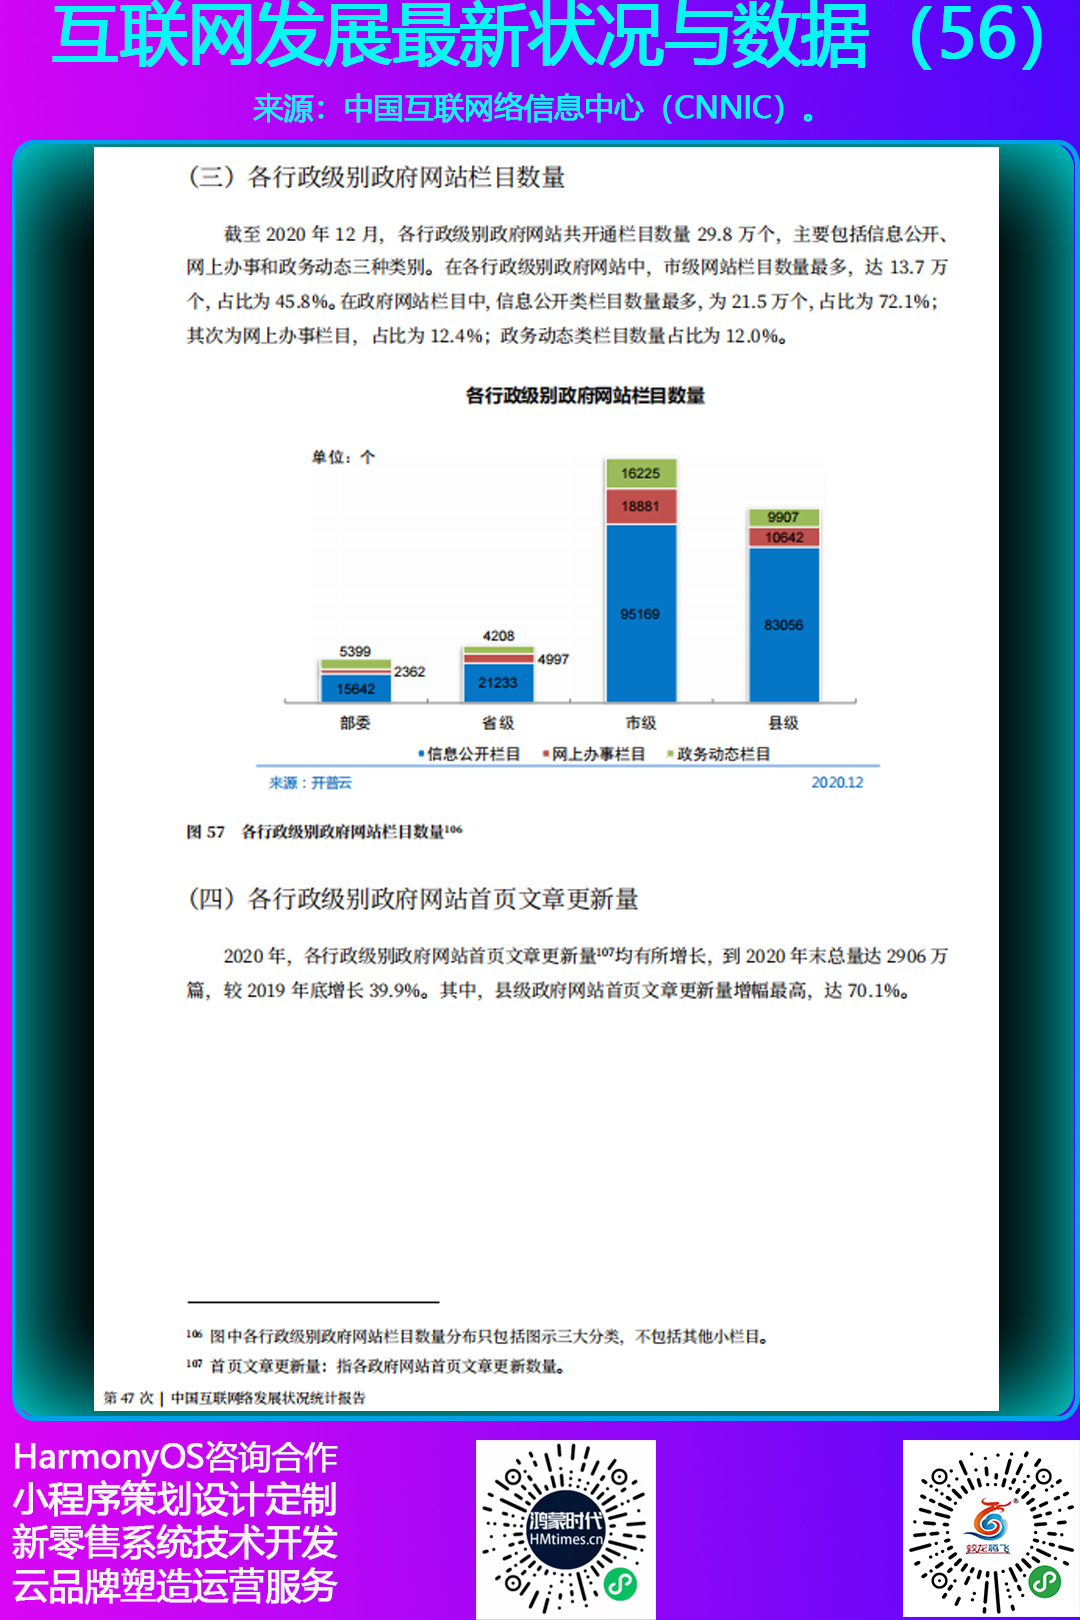 互联网发展最新状况与数据（56）
来源：中国互联网络信息中心（CNNIC）。
（三）各行政级别政府网站栏目数量
截至 2020 年 12 月，各行政级别政府网站共开通栏目数量 29.8 万个，主要包括信息公开、
网上办事和政务动态三种类别。在各行政级别政府网站中，市级网站栏目数量最多，达 13.7 万
个，占比为 45.8%。在政府网站栏目中，信息公开类栏目数量最多，为 21.5 万个，占比为 72.1%；
其次为网上办事栏目，占比为 12.4%；政务动态类栏目数量占比为 12.0%。
各行政级别政府网站栏目数量
单位：个
16225
18881
95169
9907
10642
83056
4208
4997
21233
5399
2362
15642
部委 省级 市级 县级
信息公开栏目 网上办事栏目 政务动态栏目
来源：开普云 2020.12
图 57 各行政级别政府网站栏目数量106
（四）各行政级别政府网站首页文章更新量
2020 年，各行政级别政府网站首页文章更新量107均有所增长，到 2020 年末总量达 2906 万
篇，较 2019 年底增长 39.9%。其中，县级政府网站首页文章更新量增幅最高，达 70.1%。
106 图中各行政级别政府网站栏目数量分布只包括图示三大分类，不包括其他小栏目。
107 首页文章更新量：指各政府网站首页文章更新数量。
第 47 次 | 中国互联网络发展状况统计报告
HarmonyOS咨询合作
小程序策划设计定制
新零售系统技术开发
云品牌塑造运营服务
鸿蒙时代
HMtimes.cn
蛟龙腾飞